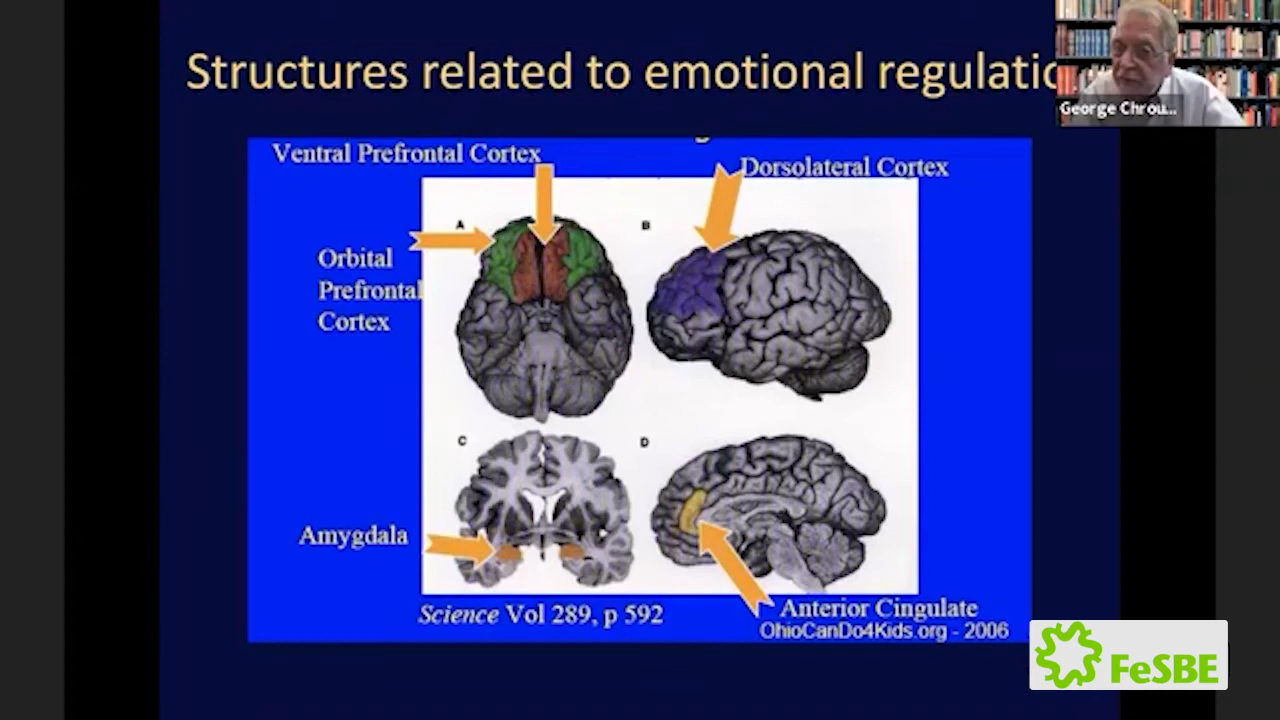 Structures related to emotional regulatio
George Chrou...
Ventral Prefrontal Cortex
Dorsolateral Cortex
A
B
Orbital
Prefrontal
Cortex
C
D
Amygdala
Anterior Cingulate
Science Vol 289, p 592
OhioCanDo4Kids.org - 2006
FeSBE